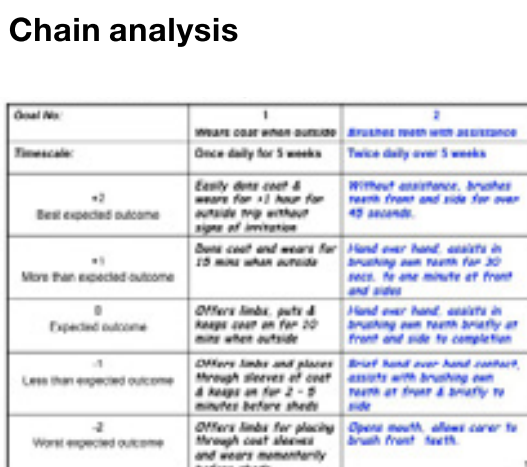 Chain analysis
Goal No:
1
2
Wears coat when outside
Brushes teeth with assistance
Timescale:
Once daily for 5 weeks
Twice daily over 5 weeks
+2
Best expected outcome
Easily dons coat &
wears for +1 hour for
outside trip without
signs of irritation
Without assistance, brushes
teeth front and side for over
45 seconds.
+1
More than expected outcome
Dons coat and wears for
15 mins when outside
Hand over hand, assists in
brushing own teeth for 30
secs. to one minute at front
and sides
0
Expected outcome
Offers limbs, puts &
keeps coat on for 10
mins when outside
Hand over hand, assists in
brushing own teeth briefly at
front and side to completion
-1
Less than expected outcome
Offers limbs and places
through sleeves of coat
& keeps on for 2 - 5
minutes before sheds
Brief hand over hand contact,
assists with brushing own
teeth at front & briefly to
side
-2
Worst expected outcome
Offers limbs for placing
through coat sleeves
and wears momentarily
before sheds
Opens mouth, allows carer to
brush front teeth.